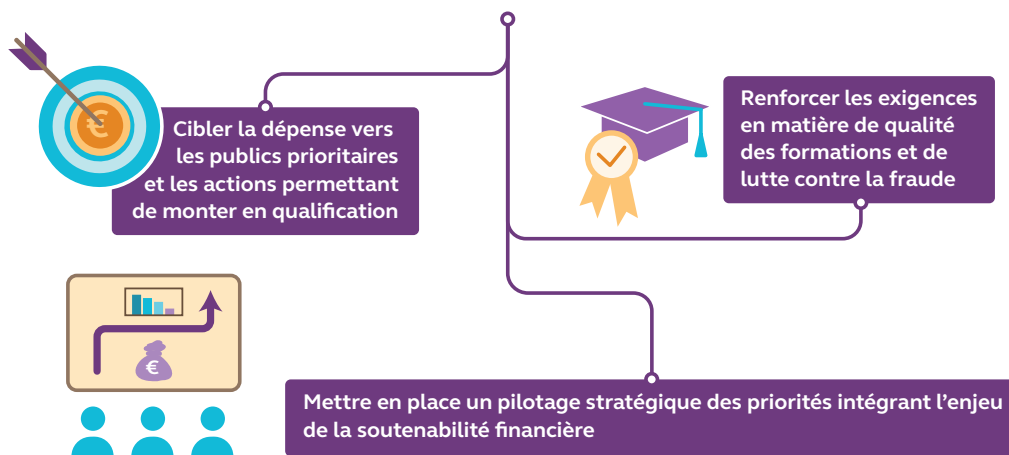 Cibler la dépense vers
les publics prioritaires
et les actions permettant
de monter en qualification
Renforcer les exigences
en matière de qualité
des formations et de
lutte contre la fraude
Mettre en place un pilotage stratégique des priorités intégrant l’enjeu
de la soutenabilité financière
€
€